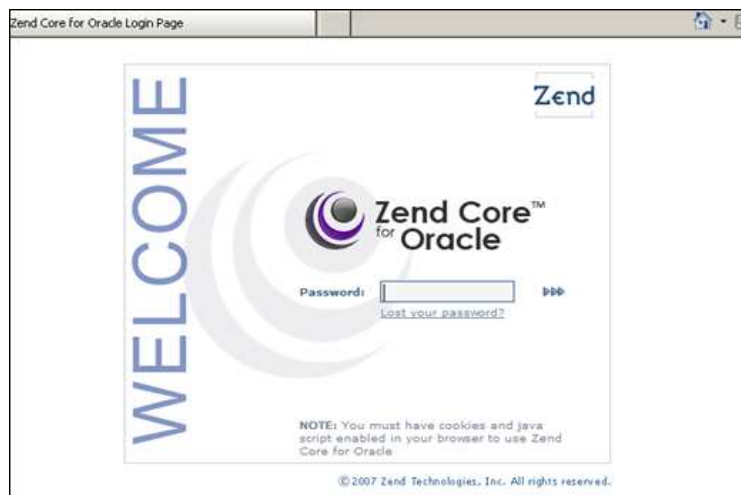 Zend Core for Oracle Login Page
WELCOME
Zend
Zend Core™
for Oracle
Password:
Lost your password?
NOTE: You must have cookies and java
script enabled in your browser to use Zend
Core for Oracle
©2007 Zend Technologies, Inc. All rights reserved.